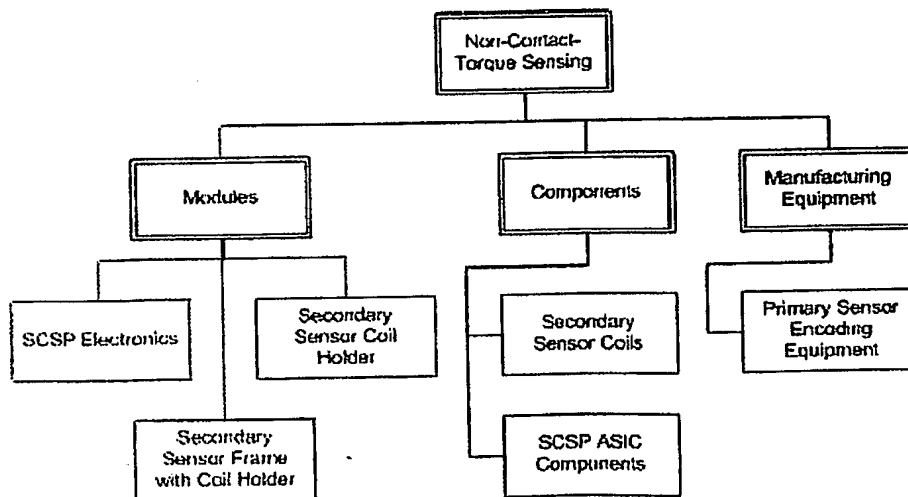 Non-Contact-
Torque Sensing
Modules
Components
Manufacturing
Equipment
SCSP Electronics
Secondary
Sensor Coil
Holder
Secondary
Sensor Frame
with Coil Holder
Secondary
Sensor Coils
SCSP ASIC
Components
Primary Sensor
Encoding
Equipment